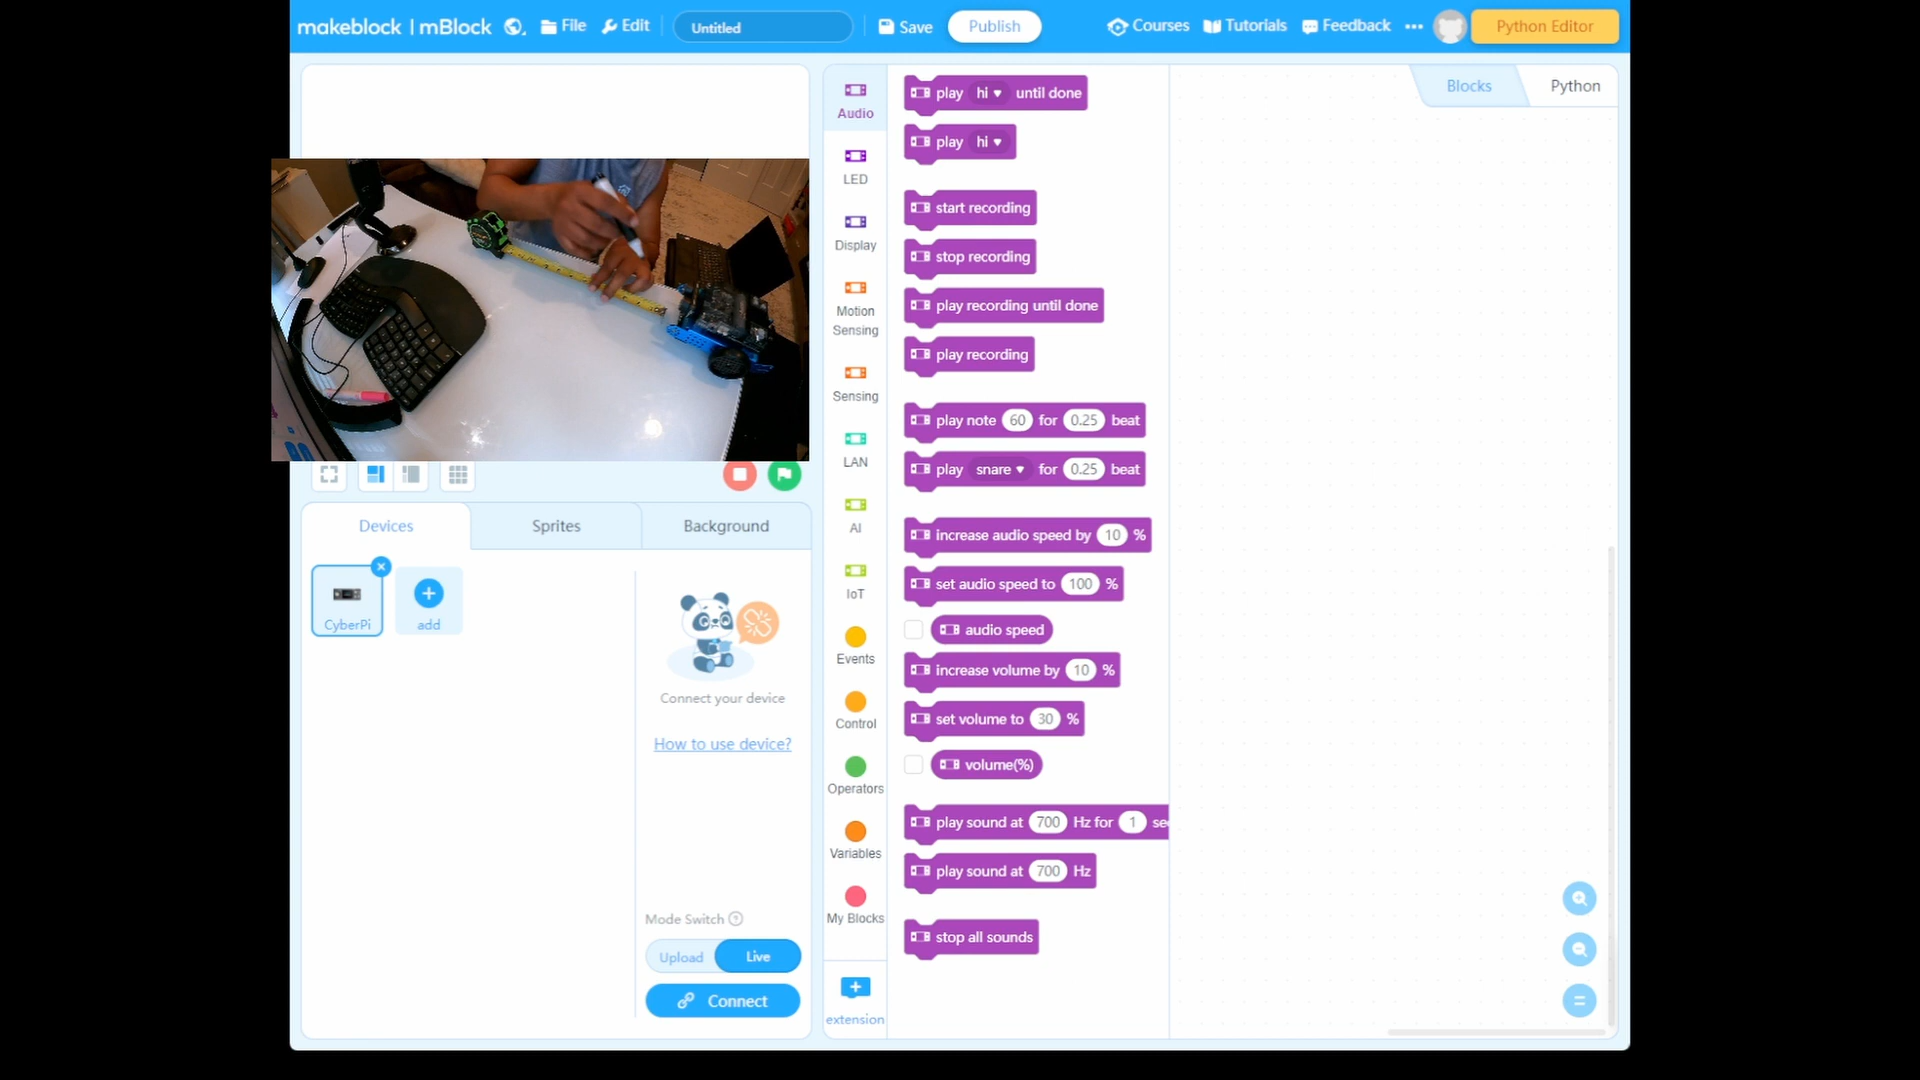 makeblock | mBlock
File
Edit
Untitled
Save
Publish
Courses
Tutorials
Feedback
Python Editor
Devices
Sprites
Background
CyberPi
add
Connect your device
How to use device?
Mode Switch
Upload
Live
Connect
Audio
LED
Display
Motion
Sensing
Sensing
LAN
AI
IoT
Events
Control
Operators
Variables
My Blocks
extension
play hi until done
play hi
start recording
stop recording
play recording until done
play recording
play note 60 for 0.25 beat
play snare for 0.25 beat
increase audio speed by 10 %
set audio speed to 100 %
audio speed
increase volume by 10 %
set volume to 30 %
volume(%)
play sound at 700 Hz for 1 se
play sound at 700 Hz
stop all sounds
Blocks
Python